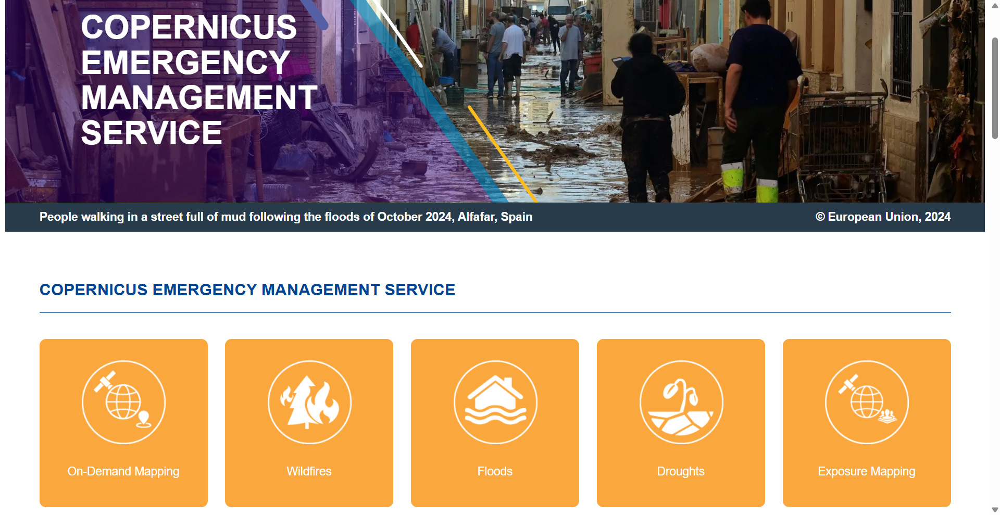 COPERNICUS
EMERGENCY
MANAGEMENT
SERVICE
People walking in a street full of mud following the floods of October 2024, Alfafar, Spain
© European Union, 2024
COPERNICUS EMERGENCY MANAGEMENT SERVICE
On-Demand Mapping
Wildfires
Floods
Droughts
Exposure Mapping